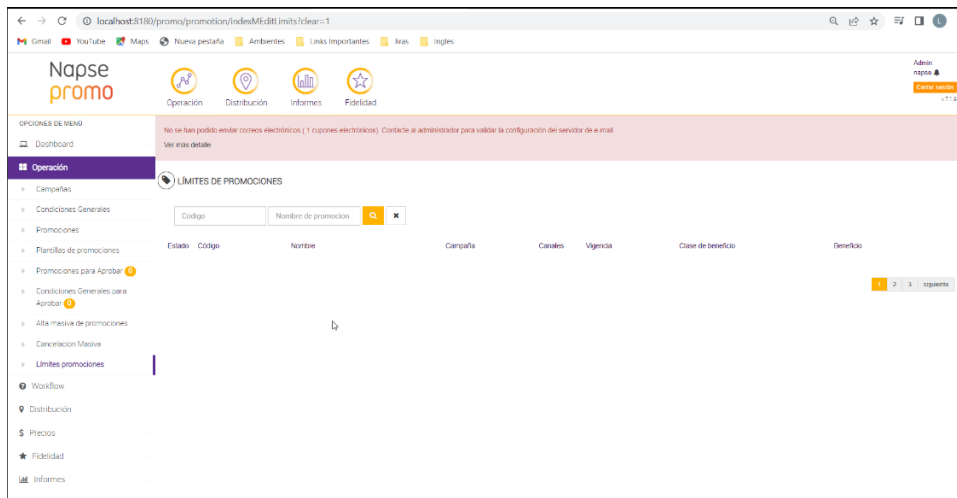 localhost:8180/promo/promotion/indexMEditLimits?clear=1
L
Gmail YouTube Maps Nueva pestaña Ambientes Links Importantes Jiras Ingles
Napse
promo
Operación Distribución Informes Fidelidad
Admin
napse
Cerrar sesión
OPCIONES DE MENÚ
Dashboard
Operación
Campañas
Condiciones Generales
Promociones
Plantillas de promociones
Promociones para Aprobar 0
Condiciones Generales para
Aprobar 0
Alta masiva de promociones
Cancelacion Masiva
Límites promociones
Workflow
Distribución
$ Precios
Fidelidad
Informes
No se han podido enviar correos electrónicos ( 1 cupones electrónicos). Contacte al administrador para validar la configuración del servidor de e-mail
Ver más detalle
LÍMITES DE PROMOCIONES
Codigo Nombre de promocion
Estado Código Nombre Campaña Canales Vigencia Clase de beneficio Beneficio
1 2 3 siguiente